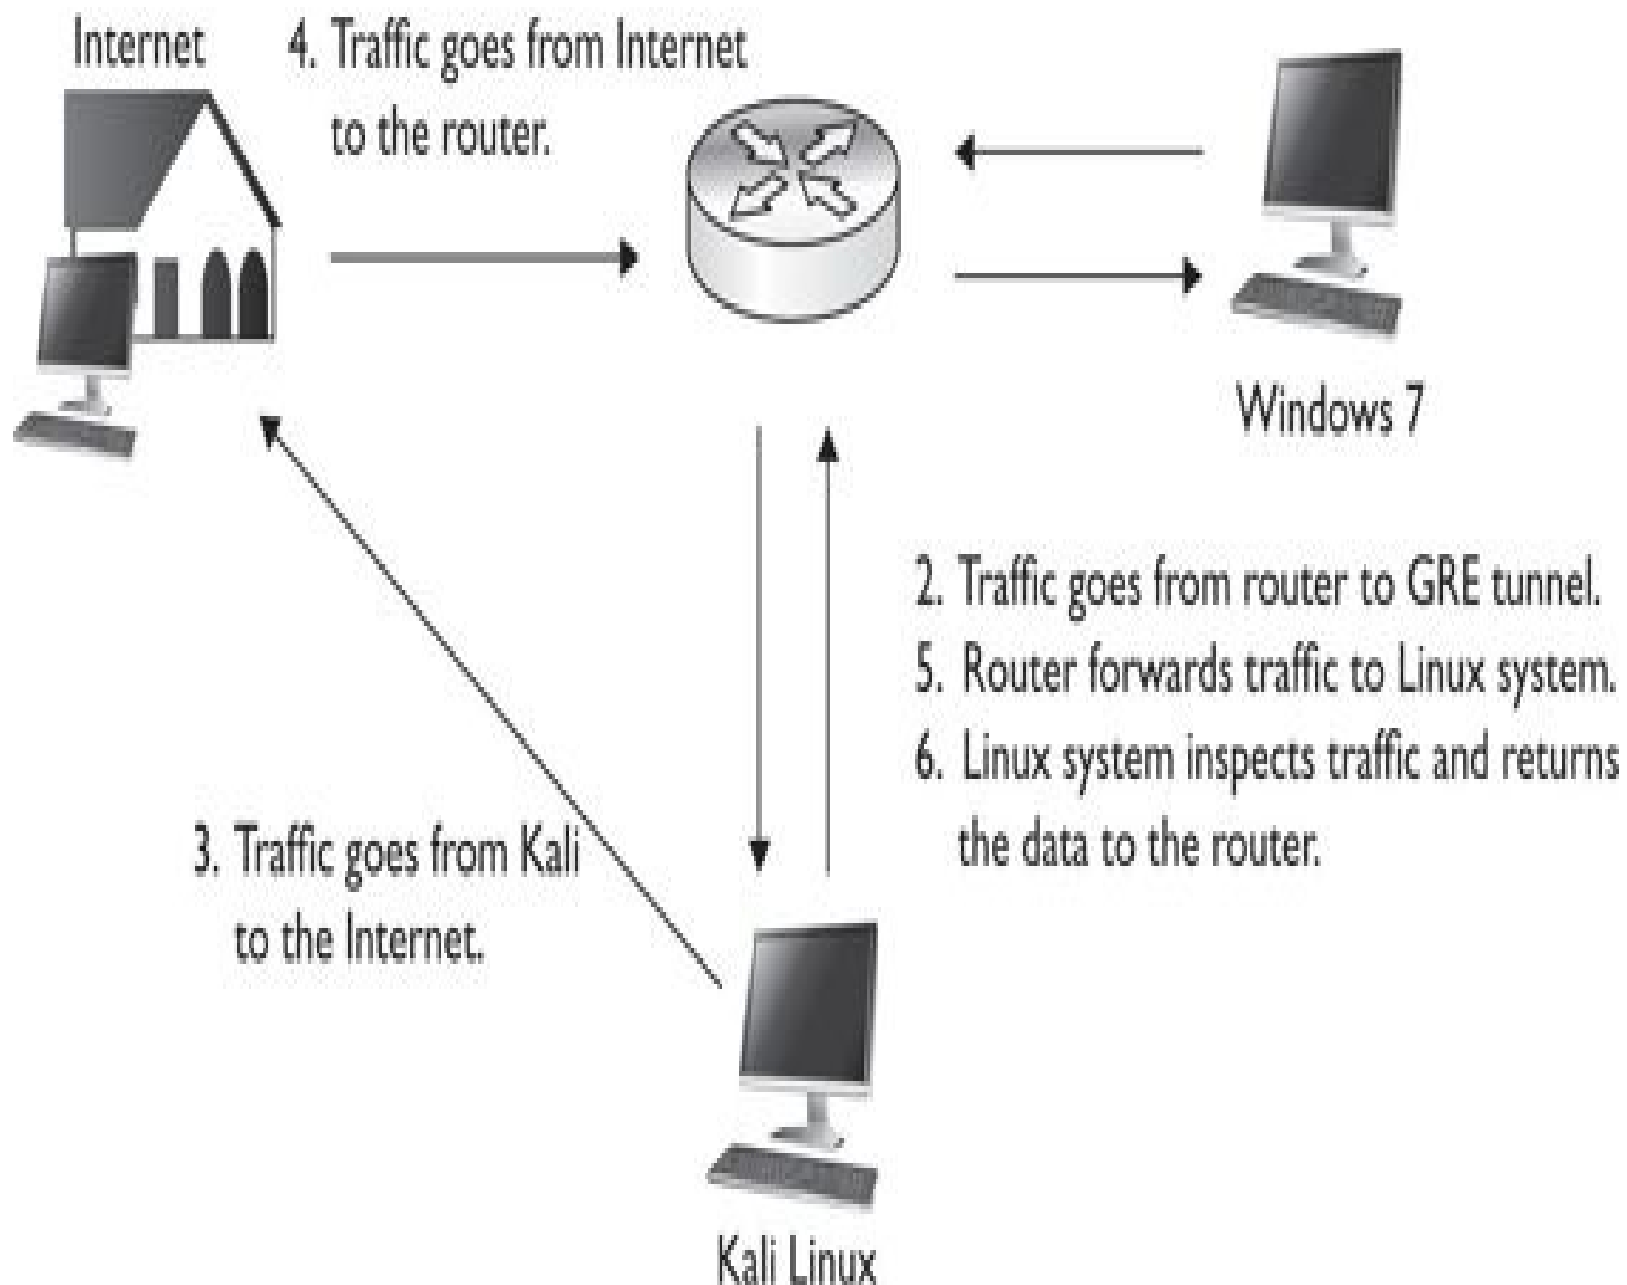 Internet
4. Traffic goes from Internet
to the router.
Windows 7
2. Traffic goes from router to GRE tunnel.
5. Router forwards traffic to Linux system.
6. Linux system inspects traffic and returns
the data to the router.
3. Traffic goes from Kali
to the Internet.
Kali Linux